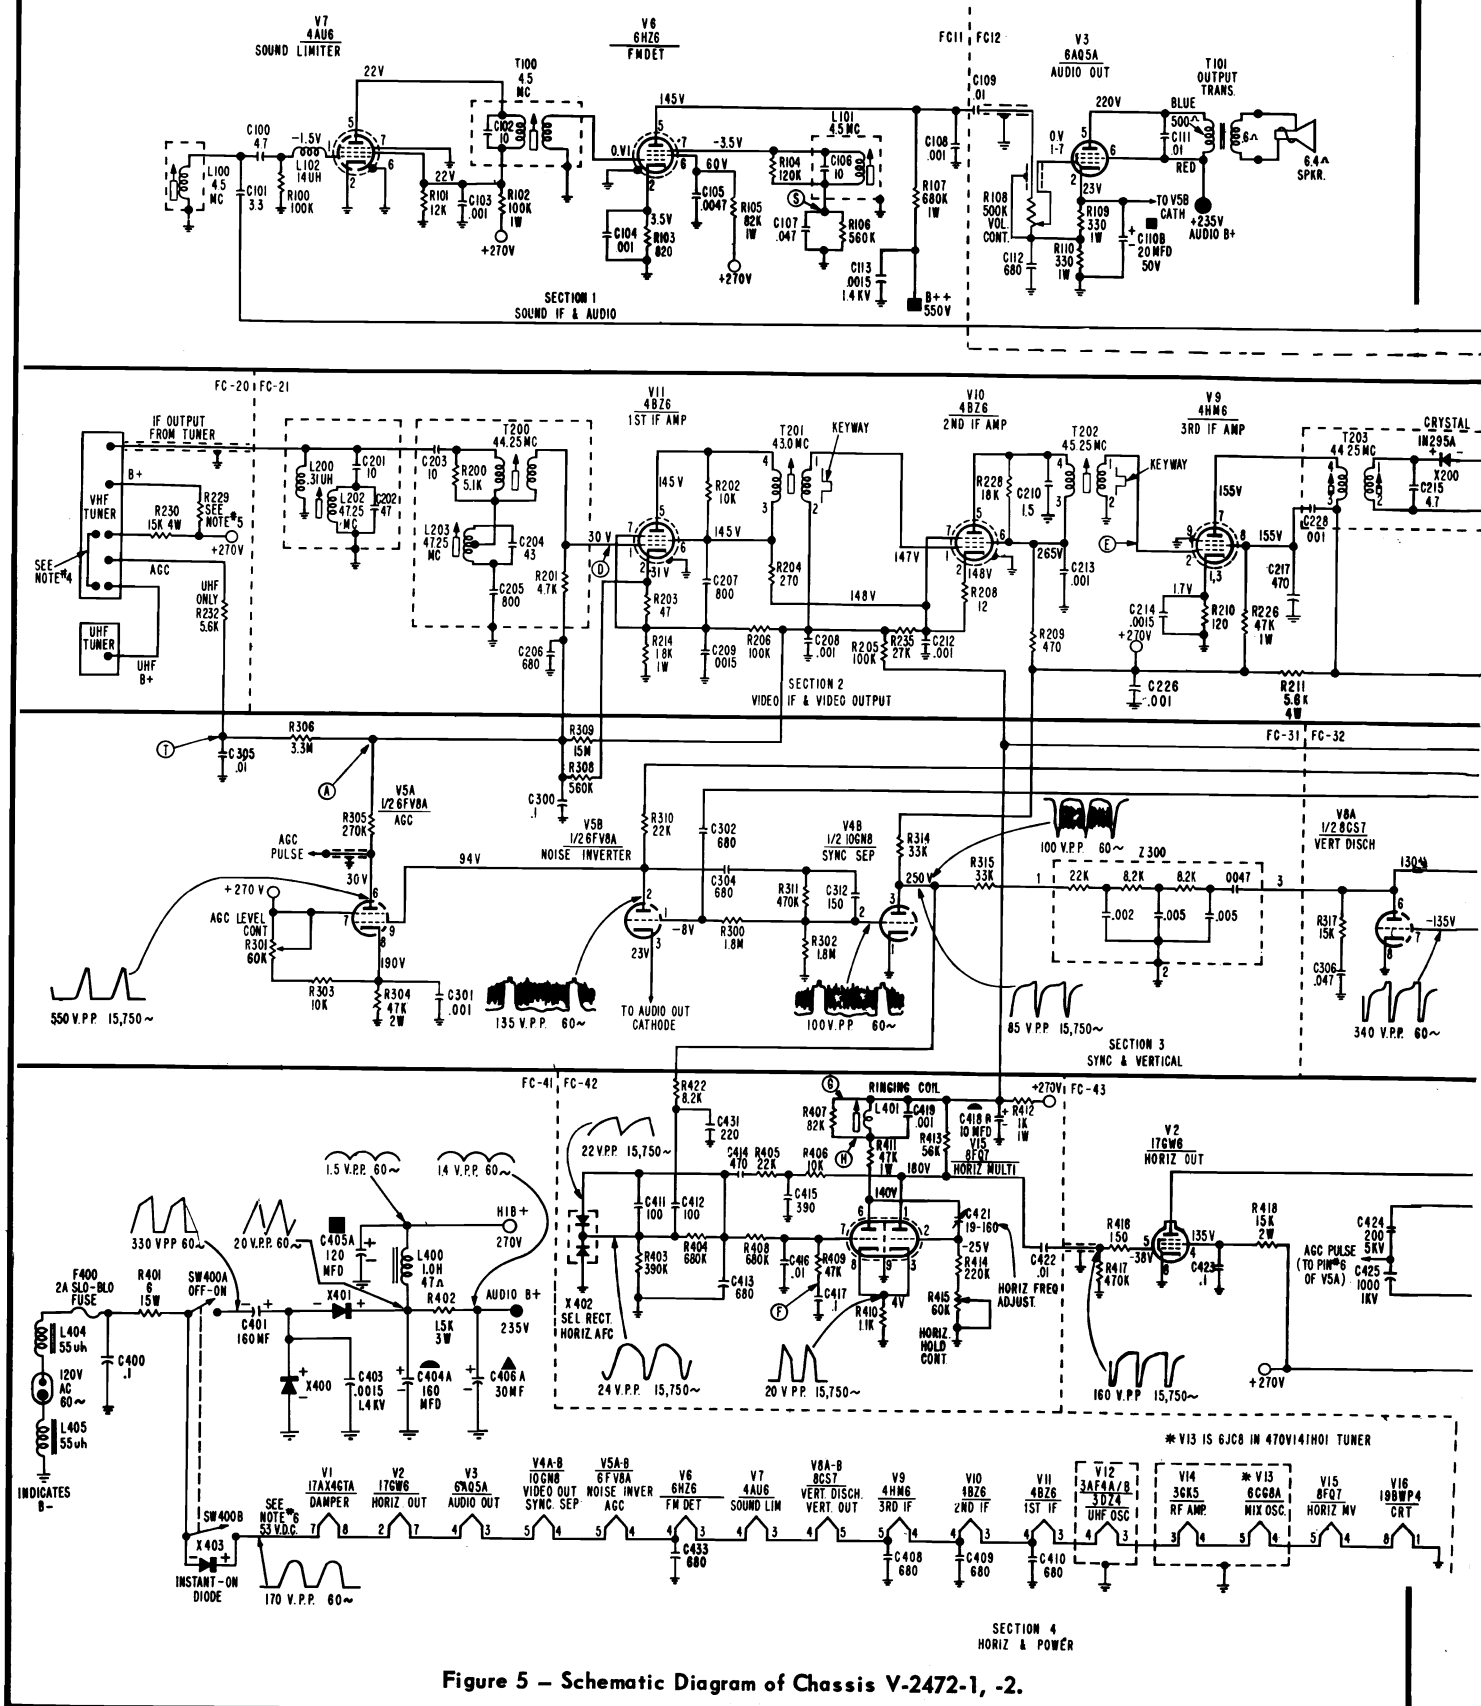 V7
4AU6
SOUND LIMITER
V6
6HZ6
FMDET
FC11
FC12
V3
6AQ5A
AUDIO OUT
T101
OUTPUT
TRANS.
22V
T100
4.5
MC
145V
C109
.01
220V
BLUE
500Ω
C100
4.7
-1.5V
L102
14UH
C102
10
0.V
-3.5V
L101
4.5 MC
C108
.001
0V
1-7
C111
.01
6Ω
RED
6.4Ω
SPKR.
L100
4.5
MC
C101
3.3
R100
100K
22V
R101
12K
C103
.001
R102
100K
1W
+270V
60V
R104
120K
C106
10
S
R107
680K
1W
R108
500K
VOL.
CONT.
23V
TO V5B
CATH
+235V
AUDIO B+
3.5V
C104
001
R103
820
C105
.0047
R105
82K
1W
+270V
C107
.047
R106
560K
C113
.0015
1.4KV
R109
330
1W
R110
330
1W
C112
680
C110B
20 MFD
50V
B++
550V
SECTION 1
SOUND IF & AUDIO
FC-20
FC-21
IF OUTPUT
FROM TUNER
B+
VHF
TUNER
R230
15K 4W
R229
SEE
NOTE#5
+270V
AGC
SEE
NOTE#4
UHF
ONLY
R232
5.6K
UHF
TUNER
UHF
B+
L200
.31UH
C201
10
L202
47.25
MC
C202
47
T200
44.25MC
C203
10
R200
5.1K
L203
47.25
MC
C204
43
C205
800
R201
4.7K
C206
680
V11
4BZ6
1ST IF AMP
145V
R202
10K
30 V
D
145V
.31V
R203
47
R214
1.8K
1W
C207
800
C209
.0015
R204
270
R206
100K
T201
43.0MC
KEYWAY
148V
C208
.001
R205
100K
R235
27K
C212
.001
V10
4BZ6
2ND IF AMP
R228
18K
C210
1.5
147V
148V
R208
12
265V
C213
.001
R209
470
T202
45.25MC
KEYWAY
E
V9
4HM6
3RD IF AMP
155V
155V
1.7V
C214
.0015
+270V
R210
120
R226
47K
1W
C217
470
C228
001
C226
.001
R211
5.6K
4W
CRYSTAL
1N295A
X200
T203
44.25MC
C215
4.7
SECTION 2
VIDEO IF & VIDEO OUTPUT
FC-31
FC-32
T
R306
3.3M
C305
.01
A
V5A
1/2 6FV8A
AGC
R305
270K
AGC
PULSE
30V
+270 V
AGC LEVEL
CONT
R301
60K
190V
R303
10K
R304
47K
2W
C301
.001
550 V.P.P. 15,750~
94V
R309
15M
R308
560K
C300
.1
V5B
1/2 6FV8A
NOISE INVERTER
R310
22K
C302
680
C304
680
-8V
R300
1.8M
23V
TO AUDIO OUT
CATHODE
135 V.P.P. 60~
V4B
1/2 10GN8
SYNC SEP
R311
470K
C312
150
R302
1.8M
R314
33K
250 V
100V.P.P 60~
100 V.P.P. 60~
R315
33K
85 V.P.P. 15,750~
Z300
22K
8.2K
8.2K
.0047
.002
.005
.005
V8A
1/2 8CS7
VERT DISCH
130V
R317
15K
C306
.047
-135V
340 V.P.P. 60~
SECTION 3
SYNC & VERTICAL
FC-41
FC-42
FC-43
R422
8.2K
C431
220
22V.P.P. 15,750~
C414
470
R405
22K
R406
10K
C411
100
C412
100
C415
390
G
RINGING COIL
R407
82K
L401
C419
.001
H
R411
47K
1W
R413
56K
C418A
10 MFD
R412
1K
1W
+270V
V15
8FQ7
HORIZ MULTI
180V
140V
R403
390K
R404
680K
R408
680K
C413
680
C416
.01
R409
47K
C417
.1
F
X402
SEL RECT.
HORIZ AFC
24 V.P.P. 15,750~
20 V.P.P. 15,750~
4V
R410
1.1K
C421
19-160
-25V
R414
220K
R415
60K
HORIZ.
HOLD
CONT
HORIZ FREQ
ADJUST.
C422
.01
V2
17GW6
HORIZ OUT
R416
150
-38V
R417
470K
135V
C423
.1
R418
15K
2W
160 V.P.P 15,750~
+270V
AGC PULSE
(TO PIN#6
OF V5A)
C424
200
5KV
C425
1000
1KV
330 V.P.P 60~
20 V.P.P. 60~
1.5 V.P.P. 60~
1.4 V.P.P. 60~
F400
2A SLO-BLO
FUSE
R401
6
15W
SW400A
OFF-ON
C401
160MF
X401
C405A
120
MFD
L400
1.0H
47Ω
HIB+
270V
R402
1.5K
3W
AUDIO B+
235V
L404
55uh
120V
AC
60~
L405
55uh
C400
.1
X400
C403
.0015
1.4KV
C404A
160
MFD
C406A
30MF
INDICATES
B-
SW400B
X403
INSTANT-ON
DIODE
SEE
NOTE#6
53 V.D.C.
170 V.P.P. 60~
* V13 IS 6JC8 IN 470V141H01 TUNER
V1
17AX4GTA
DAMPER
V2
17GW6
HORIZ OUT
V3
6AQ5A
AUDIO OUT
V4A-B
10GN8
VIDEO OUT
SYNC. SEP
V5A-B
6FV8A
NOISE INVER
AGC
V6
6HZ6
FM DET
V7
4AU6
SOUND LIM
V8A-B
8CS7
VERT. DISCH.
VERT. OUT
V9
4HM6
3RD IF
V10
4BZ6
2ND IF
V11
4BZ6
1ST IF
V12
3AF4A/B
3DZ4
UHF OSC
V14
3GK5
RF AMP.
* V13
6CG8A
MIX OSC.
V15
8FQ7
HORIZ MV
V16
19BWP4
CRT
C433
680
C408
680
C409
680
C410
680
SECTION 4
HORIZ & POWER
Figure 5 – Schematic Diagram of Chassis V-2472-1, -2.